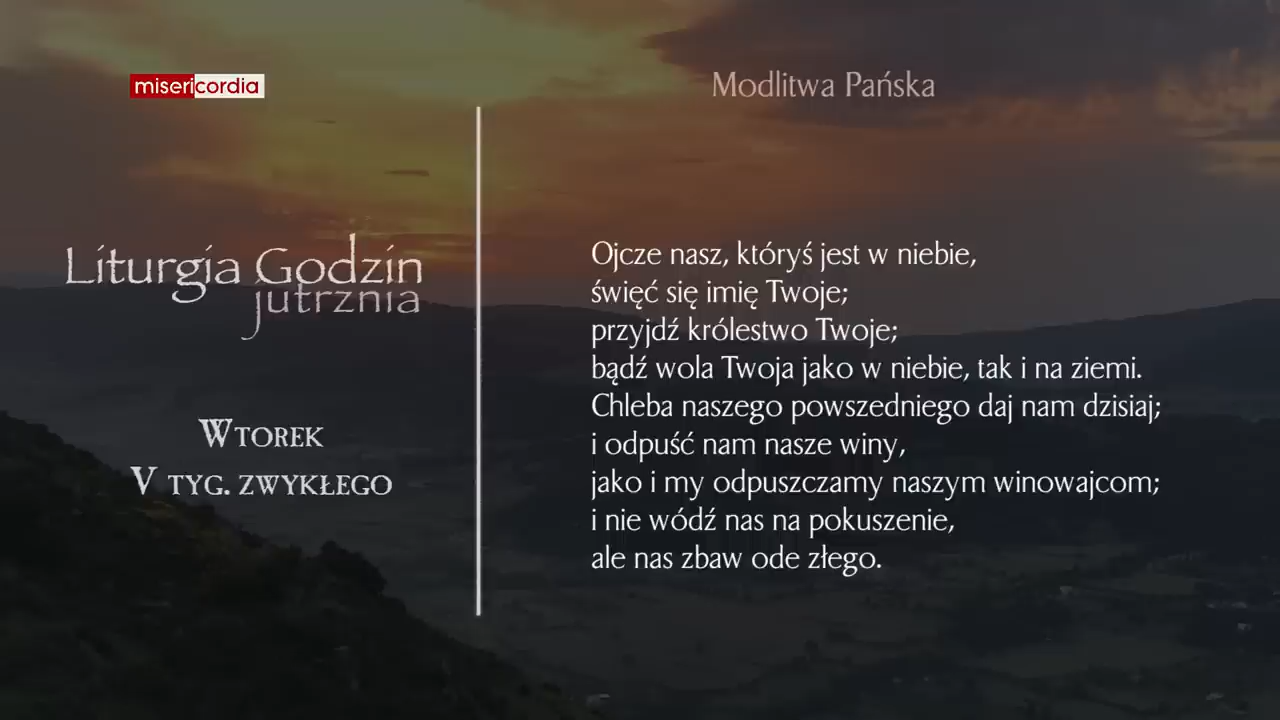 misericordia
Liturgia Godzin
jutrznia
Wtorek
V tyg. zwykłego
Modlitwa Pańska
Ojcze nasz, któryś jest w niebie,
święć się imię Twoje;
przyjdź królestwo Twoje;
bądź wola Twoja jako w niebie, tak i na ziemi.
Chleba naszego powszedniego daj nam dzisiaj;
i odpuść nam nasze winy,
jako i my odpuszczamy naszym winowajcom;
i nie wódź nas na pokuszenie,
ale nas zbaw ode złego.